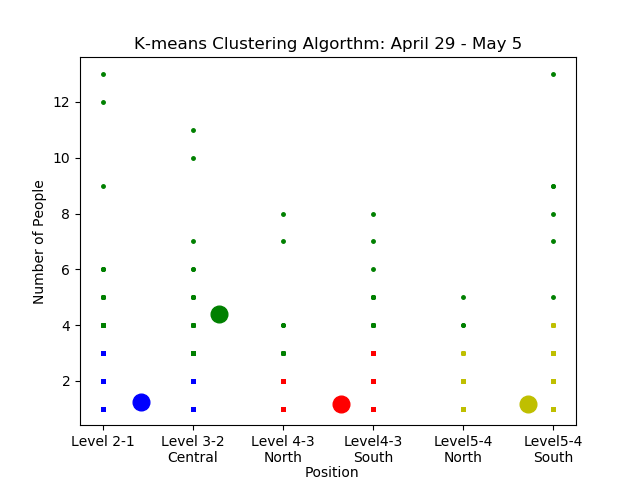 K-means Clustering Algorthm: April 29 - May 5
Number of People
12
10
8
6
4
2
Level 2-1 Level 3-2 Level 4-3 Level4-3 Level5-4 Level5-4
Central North South North South
Position